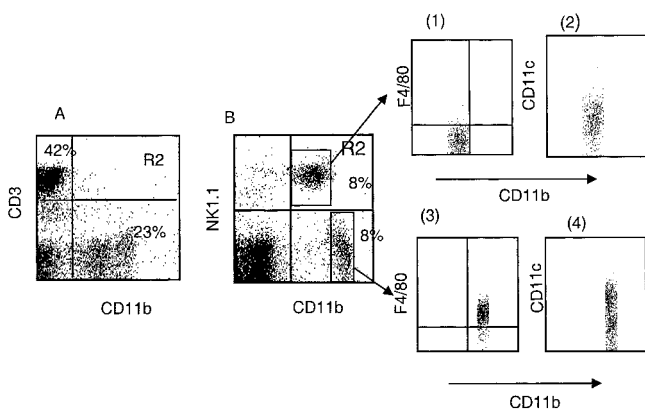 A
42%
R2
23%
CD3
CD11b
B
R2
8%
8%
NK1.1
CD11b
(1)
F4/80
(2)
CD11c
CD11b
(3)
F4/80
(4)
CD11c
CD11b